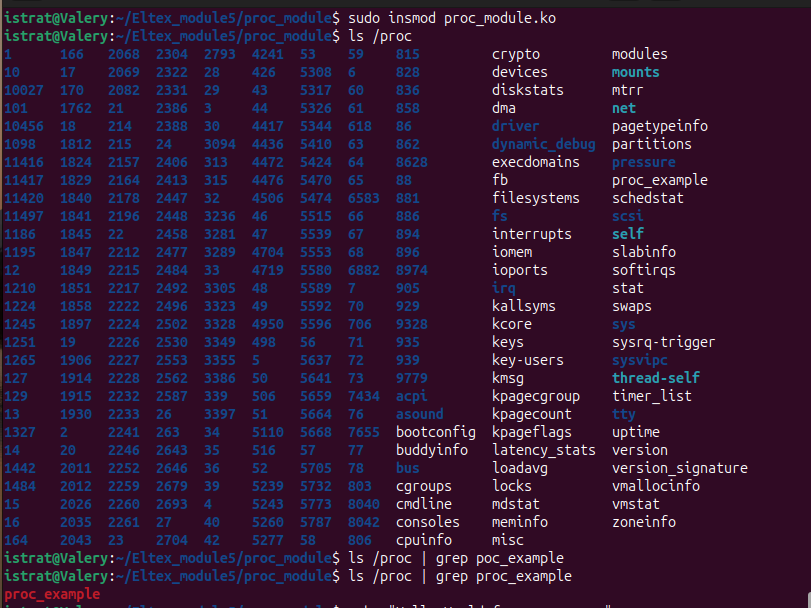 istrat@Valery:~/Eltex_module5/proc_module$ sudo insmod proc_module.ko
istrat@Valery:~/Eltex_module5/proc_module$ ls /proc
1 166 2068 2304 2793 4241 53 59 815 crypto modules
10 17 2069 2322 28 426 5308 6 828 devices mounts
10027 170 2082 2331 29 43 5317 60 836 diskstats mtrr
101 1762 21 2386 3 44 5326 61 858 dma net
10456 18 214 2388 30 4417 5344 618 86 driver pagetypeinfo
1098 1812 215 24 3094 4436 5410 63 862 dynamic_debug partitions
11416 1824 2157 2406 313 4472 5424 64 8628 execdomains pressure
11417 1829 2164 2413 315 4476 5470 65 88 fb proc_example
11420 1840 2178 2447 32 4506 5474 6583 881 filesystems schedstat
11497 1841 2196 2448 3236 46 5515 66 886 fs scsi
1186 1845 22 2458 3281 47 5539 67 894 interrupts self
1195 1847 2212 2477 3289 4704 5553 68 896 iomem slabinfo
12 1849 2215 2484 33 4719 5580 6882 8974 ioports softirqs
1210 1851 2217 2492 3305 48 5589 7 905 irq stat
1224 1858 2222 2496 3323 49 5592 70 929 kallsyms swaps
1245 1897 2224 2502 3328 4950 5596 706 9328 kcore sys
1251 19 2226 2530 3349 498 56 71 935 keys sysrq-trigger
1265 1906 2227 2553 3355 5 5637 72 939 key-users sysvipc
127 1914 2228 2562 3386 50 5641 73 9779 kmsg thread-self
129 1915 2232 2587 339 506 5659 7434 acpi kpagecgroup timer_list
13 1930 2233 26 3397 51 5664 76 asound kpagecount tty
1327 2 2241 263 34 5110 5668 7655 bootconfig kpageflags uptime
14 20 2246 2643 35 516 57 77 buddyinfo latency_stats version
1442 2011 2252 2646 36 52 5705 78 bus loadavg version_signature
1484 2012 2259 2679 39 5239 5732 803 cgroups locks vmallocinfo
15 2026 2260 2693 4 5243 5773 8040 cmdline mdstat vmstat
16 2035 2261 27 40 5260 5787 8042 consoles meminfo zoneinfo
164 2043 23 2704 42 5277 58 806 cpuinfo misc
istrat@Valery:~/Eltex_module5/proc_module$ ls /proc | grep poc_example
istrat@Valery:~/Eltex_module5/proc_module$ ls /proc | grep proc_example
proc_example